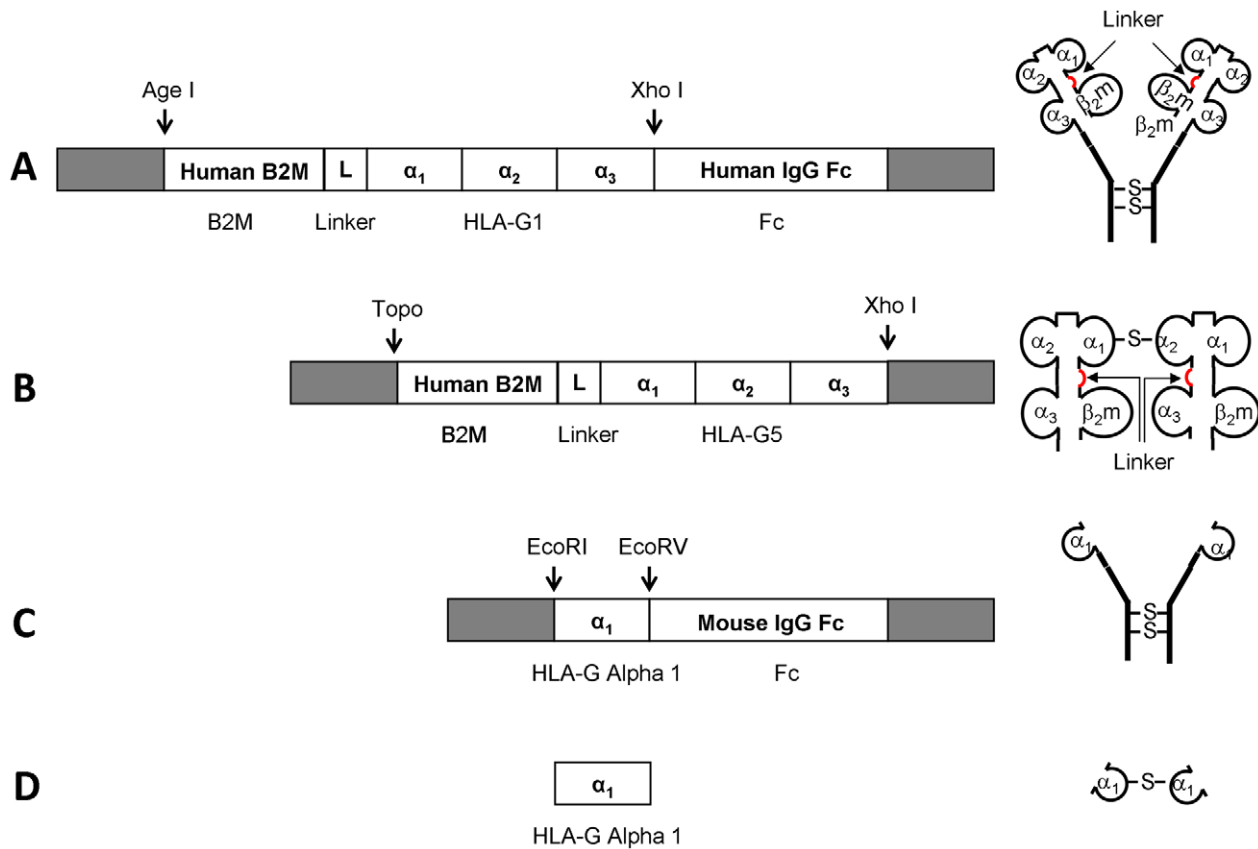 Age I
Xho I
A
Human B2M
L
α₁
α₂
α₃
Human IgG Fc
B2M
Linker
HLA-G1
Fc
Linker
α₁
α₂
β₂m
α₃
α₁
α₂
β₂m
β₂m
α₃
S
S
Topo
Xho I
B
Human B2M
L
α₁
α₂
α₃
B2M
Linker
HLA-G5
α₂
α₁
S
α₂
α₁
α₃
β₂m
α₃
β₂m
Linker
EcoRI
EcoRV
C
α₁
Mouse IgG Fc
HLA-G Alpha 1
Fc
α₁
α₁
S
S
D
α₁
HLA-G Alpha 1
α₁
S
α₁